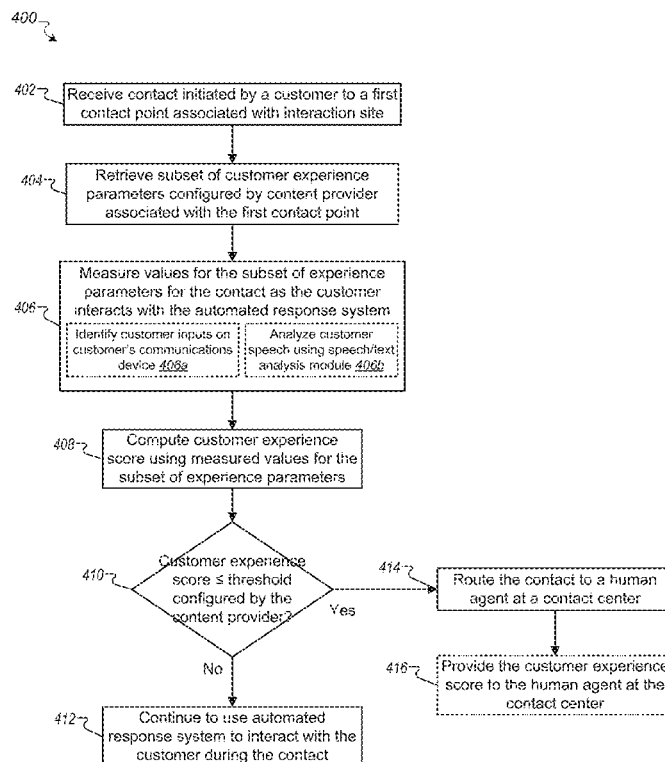 400
402
Receive contact initiated by a customer to a first
contact point associated with interaction site
404
Retrieve subset of customer experience
parameters configured by content provider
associated with the first contact point
406
Measure values for the subset of experience
parameters for the contact as the customer
interacts with the automated response system
Identify customer inputs on
customer's communications
device 406a
Analyze customer
speech using speech/text
analysis module 406b
408
Compute customer experience
score using measured values for the
subset of experience parameters
410
Customer experience
score ≤ threshold
configured by the
content provider?
Yes
No
414
Route the contact to a human
agent at a contact center
416
Provide the customer experience
score to the human agent at the
contact center
412
Continue to use automated
response system to interact with the
customer during the contact